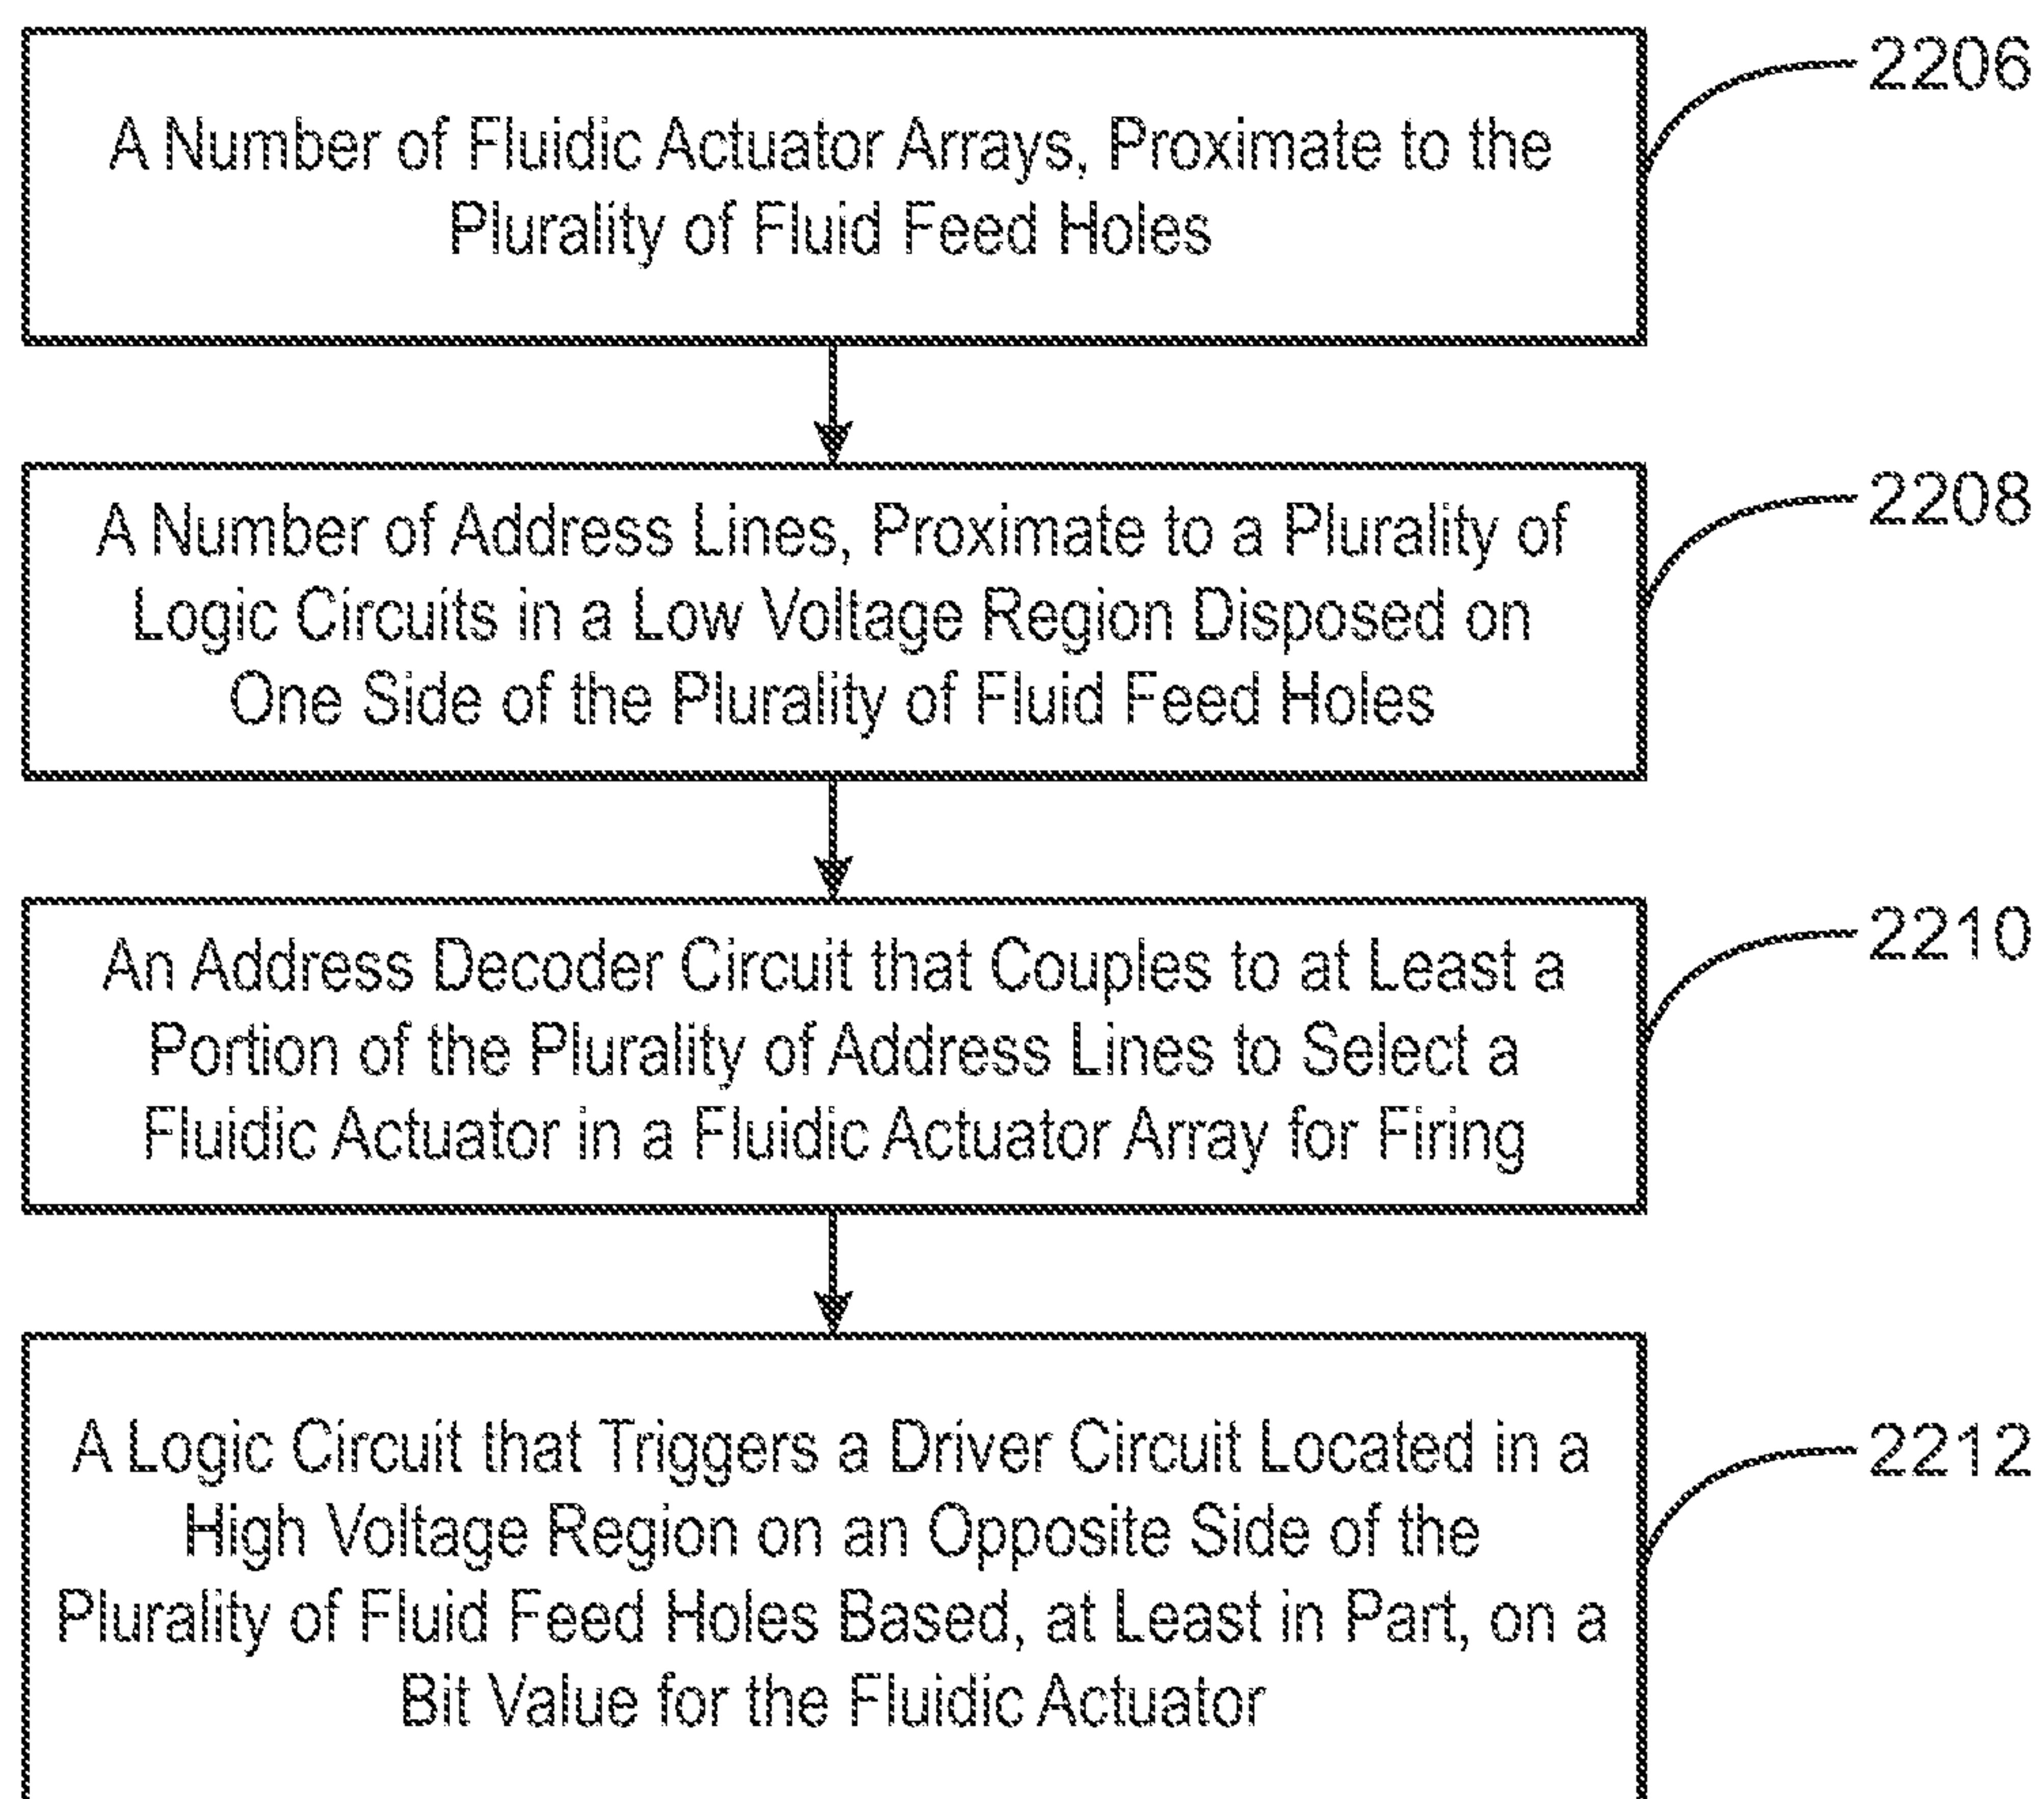 A Number of Fluidic Actuator Arrays, Proximate to the
Plurality of Fluid Feed Holes
2206
A Number of Address Lines, Proximate to a Plurality of
Logic Circuits in a Low Voltage Region Disposed on
One Side of the Plurality of Fluid Feed Holes
2208
An Address Decoder Circuit that Couples to at Least a
Portion of the Plurality of Address Lines to Select a
Fluidic Actuator in a Fluidic Actuator Array for Firing
2210
A Logic Circuit that Triggers a Driver Circuit Located in a
High Voltage Region on an Opposite Side of the
Plurality of Fluid Feed Holes Based, at Least in Part, on a
Bit Value for the Fluidic Actuator
2212